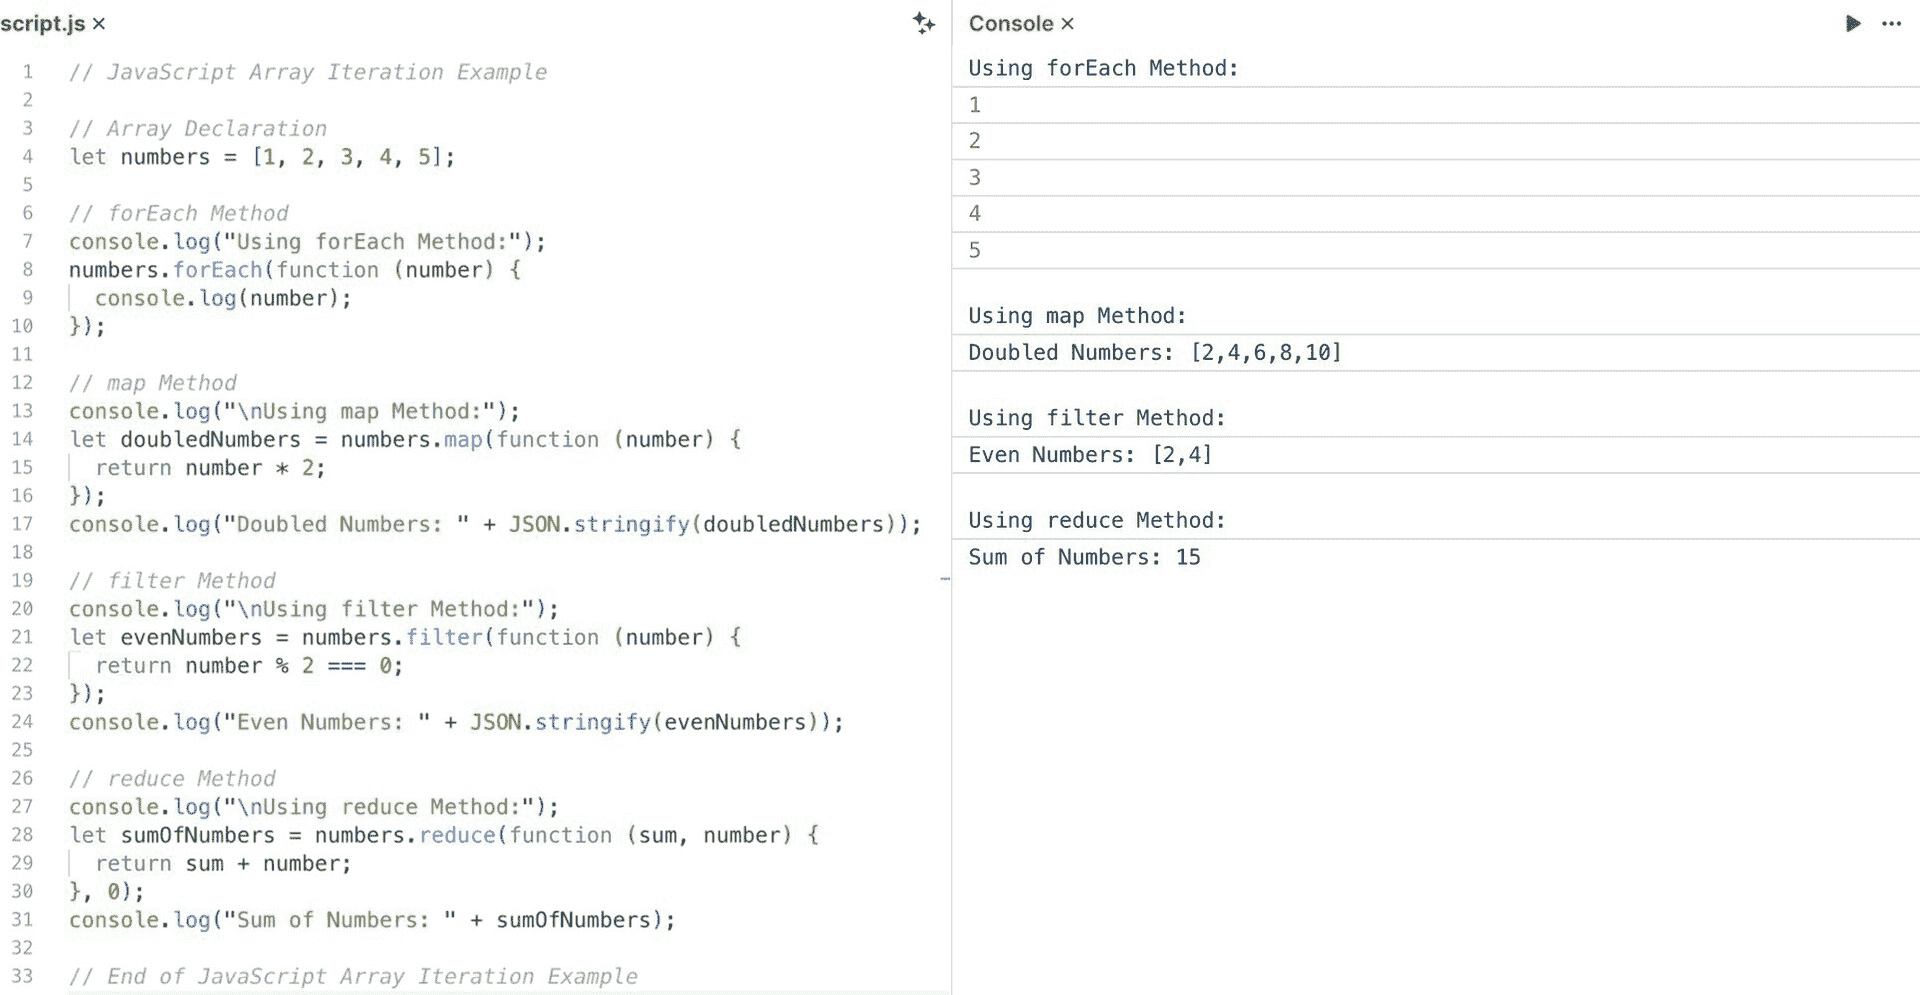 script.js ×
1 // JavaScript Array Iteration Example
2
3 // Array Declaration
4 let numbers = [1, 2, 3, 4, 5];
5
6 // forEach Method
7 console.log("Using forEach Method:");
8 numbers.forEach(function (number) {
9   console.log(number);
10 });
11
12 // map Method
13 console.log("\nUsing map Method:");
14 let doubledNumbers = numbers.map(function (number) {
15   return number * 2;
16 });
17 console.log("Doubled Numbers: " + JSON.stringify(doubledNumbers));
18
19 // filter Method
20 console.log("\nUsing filter Method:");
21 let evenNumbers = numbers.filter(function (number) {
22   return number % 2 === 0;
23 });
24 console.log("Even Numbers: " + JSON.stringify(evenNumbers));
25
26 // reduce Method
27 console.log("\nUsing reduce Method:");
28 let sumOfNumbers = numbers.reduce(function (sum, number) {
29   return sum + number;
30 }, 0);
31 console.log("Sum of Numbers: " + sumOfNumbers);
32
33 // End of JavaScript Array Iteration Example
Console ×
Using forEach Method:
1
2
3
4
5
Using map Method:
Doubled Numbers: [2,4,6,8,10]
Using filter Method:
Even Numbers: [2,4]
Using reduce Method:
Sum of Numbers: 15